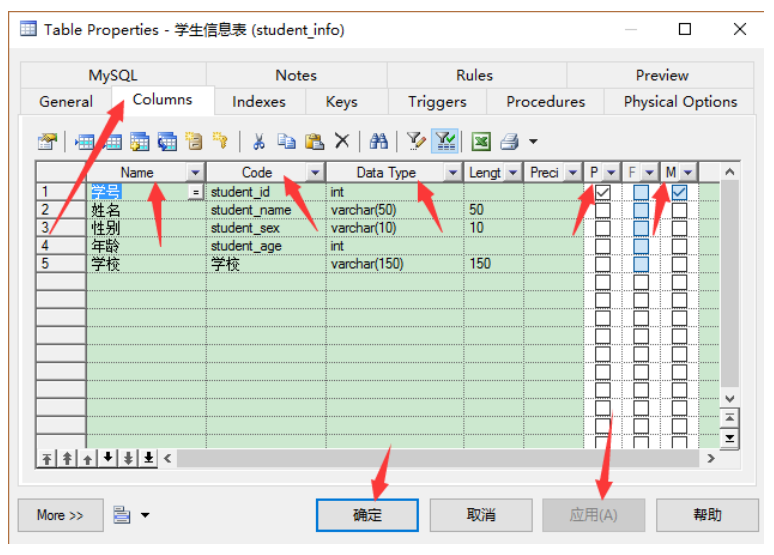 Table Properties - 学生信息表 (student_info)
MySQL Notes Rules Preview
General Columns Indexes Keys Triggers Procedures Physical Options
Name Code Data Type Lengt Preci P F M
1 学号 = student_id int
2 姓名 student_name varchar(50) 50
3 性别 student_sex varchar(10) 10
4 年龄 student_age int
5 学校 学校 varchar(150) 150
More >> 确定 取消 应用(A) 帮助